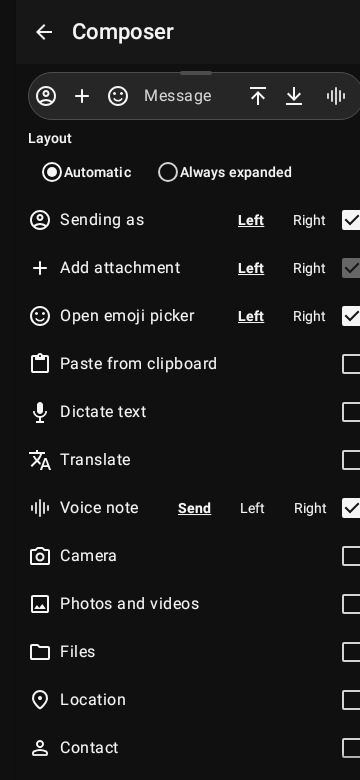 Composer
Message
Layout
Automatic Always expanded
Sending as Left Right
Add attachment Left Right
Open emoji picker Left Right
Paste from clipboard
Dictate text
Translate
Voice note Send Left Right
Camera
Photos and videos
Files
Location
Contact